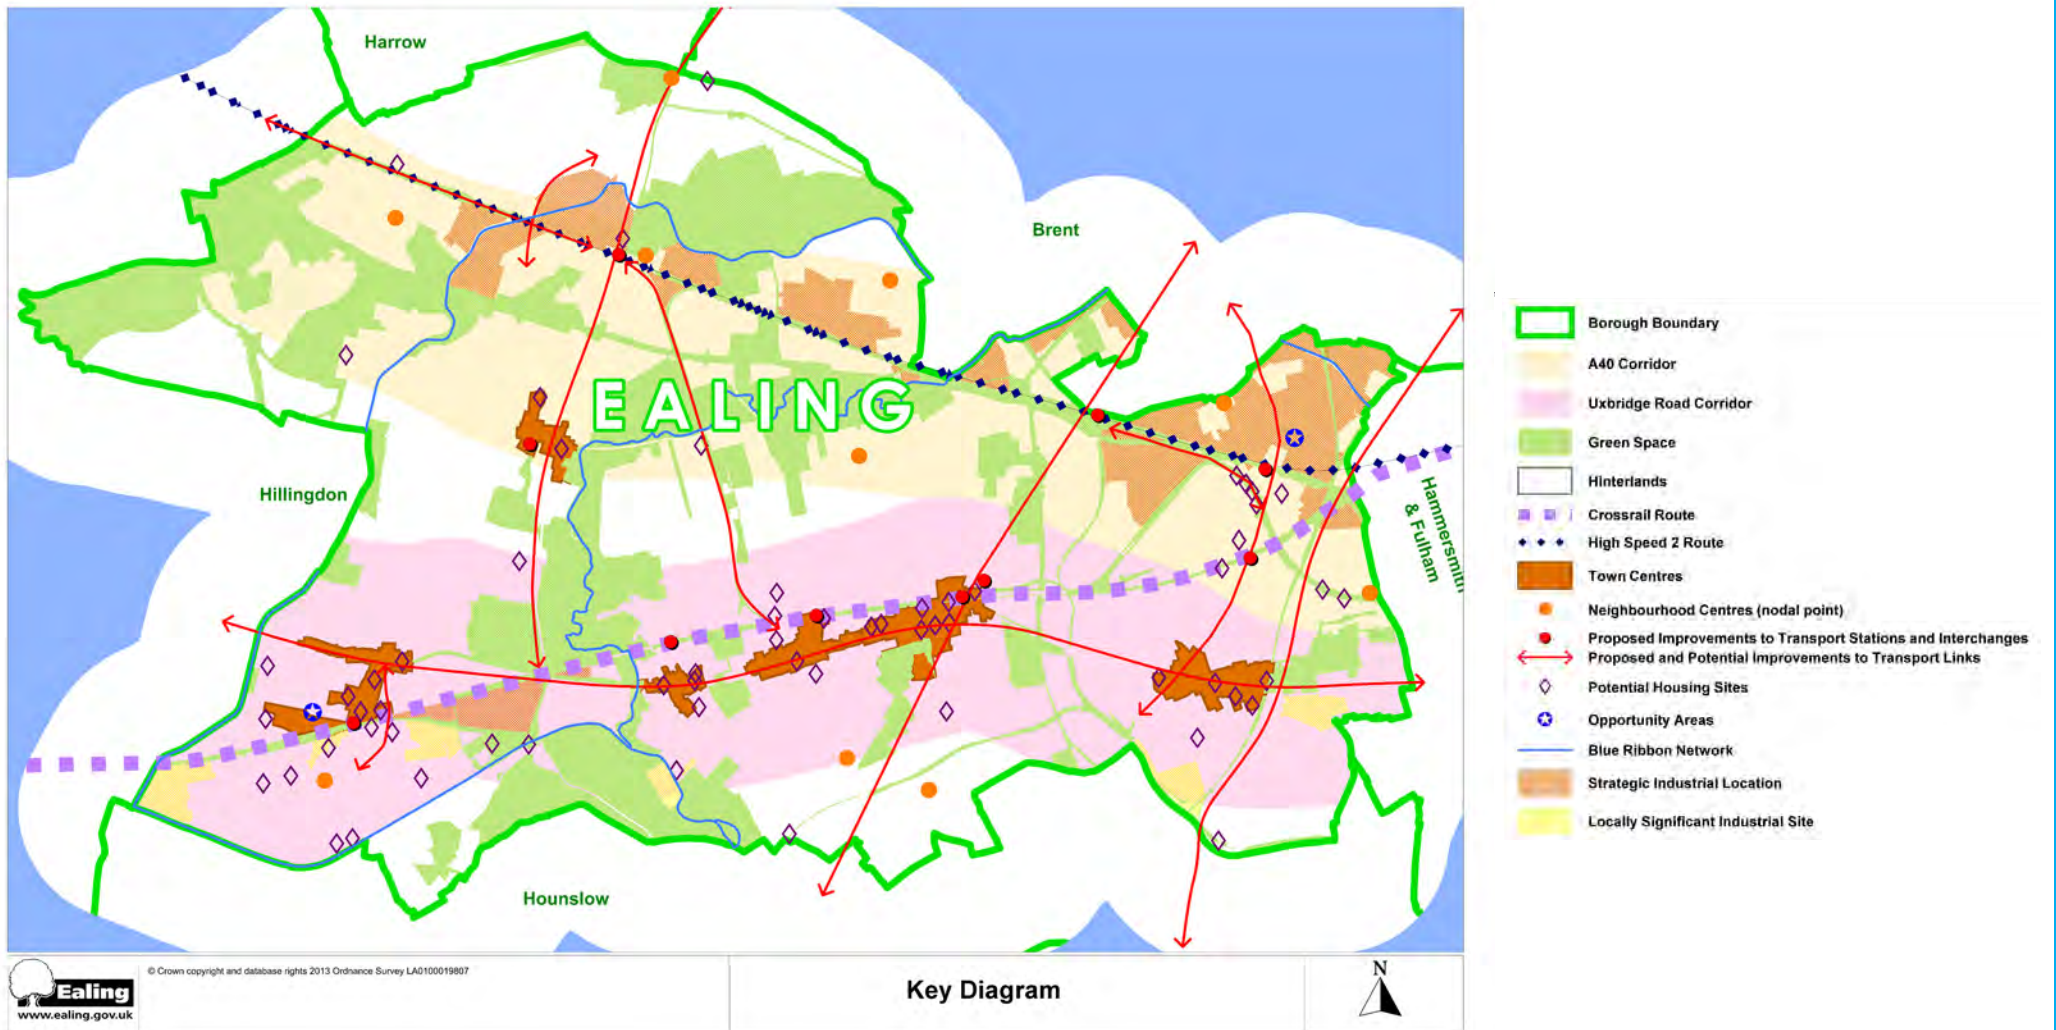 Harrow
Brent
EALING
Hillingdon
Hammersmith
& Fulham
Hounslow
Borough Boundary
A40 Corridor
Uxbridge Road Corridor
Green Space
Hinterlands
Crossrail Route
High Speed 2 Route
Town Centres
Neighbourhood Centres (nodal point)
Proposed Improvements to Transport Stations and Interchanges
Proposed and Potential Improvements to Transport Links
Potential Housing Sites
Opportunity Areas
Blue Ribbon Network
Strategic Industrial Location
Locally Significant Industrial Site
Ealing
www.ealing.gov.uk
© Crown copyright and database rights 2013 Ordnance Survey LA0100019807
Key Diagram
N